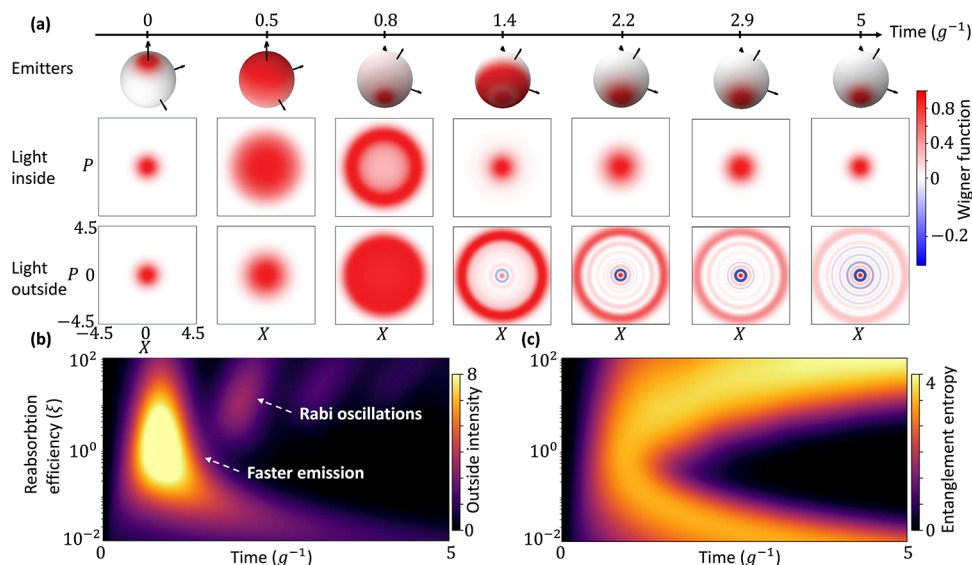 (a)
0 0.5 0.8 1.4 2.2 2.9 5 Time (g⁻¹)
Emitters
Light
inside
P
Light
outside
4.5
P 0
−4.5
−4.5 0 4.5
X
X X X X X X
0.8
0.4
0
−0.2
Wigner function
(b)
Reabsorbtion
efficiency (ξ)
10²
10⁰
10⁻²
Rabi oscillations
Faster emission
0 Time (g⁻¹) 5
8
0
Outside intensity
(c)
10²
10⁰
10⁻²
0 Time (g⁻¹) 5
4
0
Entanglement entropy